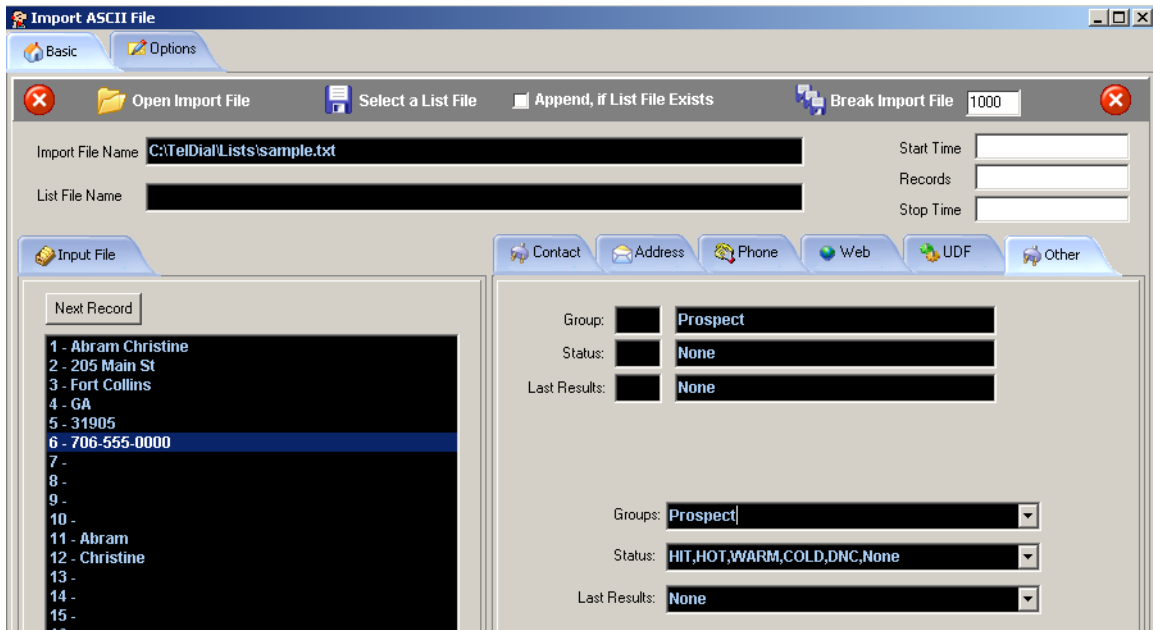 Import ASCII File
Basic Options
Open Import File Select a List File Append, if List File Exists Break Import File 1000
Import File Name C:\TelDial\Lists\sample.txt Start Time
Records
List File Name
Stop Time
Input File Contact Address Phone Web UDF Other
Next Record
1 - Abram Christine
2 - 205 Main St
3 - Fort Collins
4 - GA
5 - 31905
6 - 706-555-0000
7 -
8 -
9 -
10 -
11 - Abram
12 - Christine
13 -
14 -
15 -
Group: Prospect
Status: None
Last Results: None
Groups: Prospect
Status: HIT,HOT,WARM,COLD,DNC,None
Last Results: None